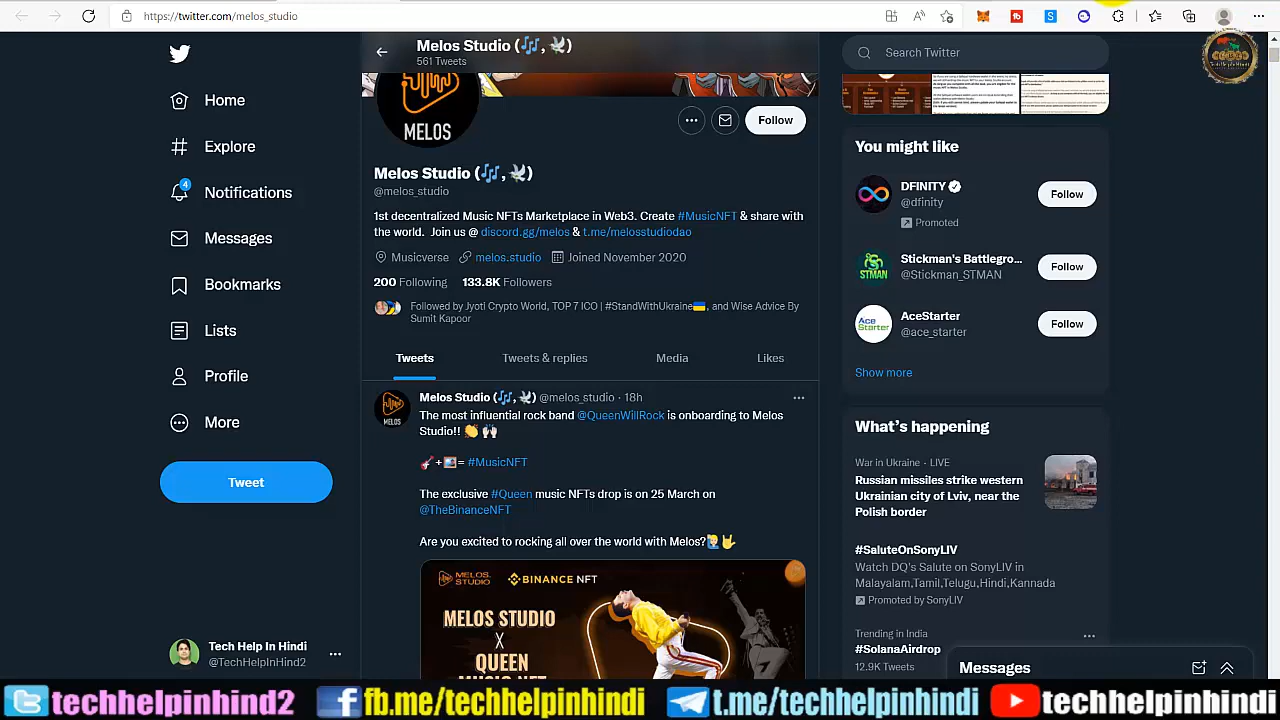 https://twitter.com/melos_studio
Melos Studio (🎶,🕊)
561 Tweets
Search Twitter
Home
Explore
4
Notifications
Messages
Bookmarks
Lists
Profile
More
Tweet
Tech Help In Hindi
@TechHelpInHindi2
MELOS
Follow
Melos Studio (🎶,🕊)
@melos_studio
1st decentralized Music NFTs Marketplace in Web3. Create #MusicNFT & share with
the world. Join us @ discord.gg/melos & t.me/melosstudiodao
Musicverse melos.studio Joined November 2020
200 Following 133.8K Followers
Followed by Jyoti Crypto World, TOP 7 ICO | #StandWithUkraine🇺🇦, and Wise Advice By
Sumit Kapoor
Tweets Tweets & replies Media Likes
MELOS
Melos Studio (🎶,🕊) @melos_studio · 18h
The most influential rock band @QueenWillRock is onboarding to Melos
Studio!! 👏 🙌🏻
🎸+🖼= #MusicNFT
The exclusive #Queen music NFTs drop is on 25 March on
@TheBinanceNFT
Are you excited to rocking all over the world with Melos?
MELOS. STUDIO BINANCE NFT
MELOS STUDIO
X
QUEEN
MUSIC NFT
You might like
DFINITY
@dfinity
Promoted
Follow
STMAN
Stickman's Battlegro...
@Stickman_STMAN
Follow
Ace Starter
AceStarter
@ace_starter
Follow
Show more
What's happening
War in Ukraine · LIVE
Russian missiles strike western
Ukrainian city of Lviv, near the
Polish border
#SaluteOnSonyLIV
Watch DQ's Salute on SonyLIV in
Malayalam,Tamil,Telugu,Hindi,Kannada
Promoted by SonyLIV
Trending in India
#SolanaAirdrop
12.9K Tweets
Messages
techhelpinhindi2 fb.me/techhelpinhindi t.me/techhelpinhindi techhelpinhindi